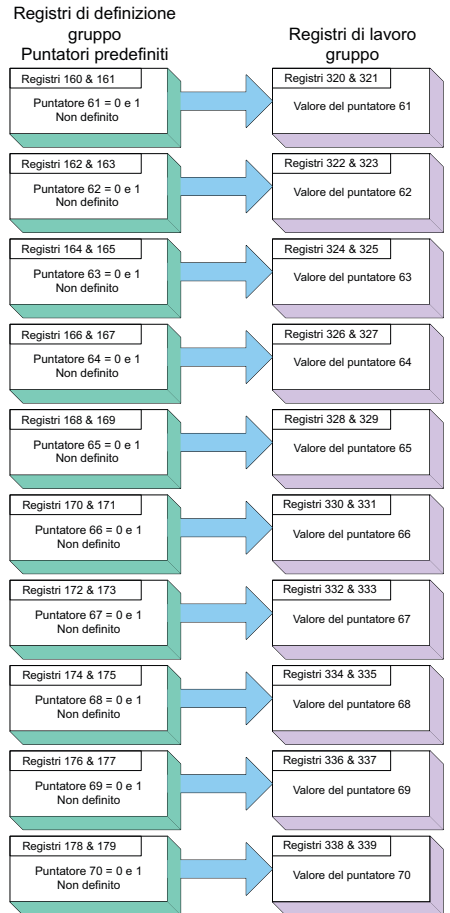 Registri di definizione
gruppo
Puntatori predefiniti
Registri di lavoro
gruppo
Registri 160 & 161
Puntatore 61 = 0 e 1
Non definito
Registri 320 & 321
Valore del puntatore 61
Registri 162 & 163
Puntatore 62 = 0 e 1
Non definito
Registri 322 & 323
Valore del puntatore 62
Registri 164 & 165
Puntatore 63 = 0 e 1
Non definito
Registri 324 & 325
Valore del puntatore 63
Registri 166 & 167
Puntatore 64 = 0 e 1
Non definito
Registri 326 & 327
Valore del puntatore 64
Registri 168 & 169
Puntatore 65 = 0 e 1
Non definito
Registri 328 & 329
Valore del puntatore 65
Registri 170 & 171
Puntatore 66 = 0 e 1
Non definito
Registri 330 & 331
Valore del puntatore 66
Registri 172 & 173
Puntatore 67 = 0 e 1
Non definito
Registri 332 & 333
Valore del puntatore 67
Registri 174 & 175
Puntatore 68 = 0 e 1
Non definito
Registri 334 & 335
Valore del puntatore 68
Registri 176 & 177
Puntatore 69 = 0 e 1
Non definito
Registri 336 & 337
Valore del puntatore 69
Registri 178 & 179
Puntatore 70 = 0 e 1
Non definito
Registri 338 & 339
Valore del puntatore 70